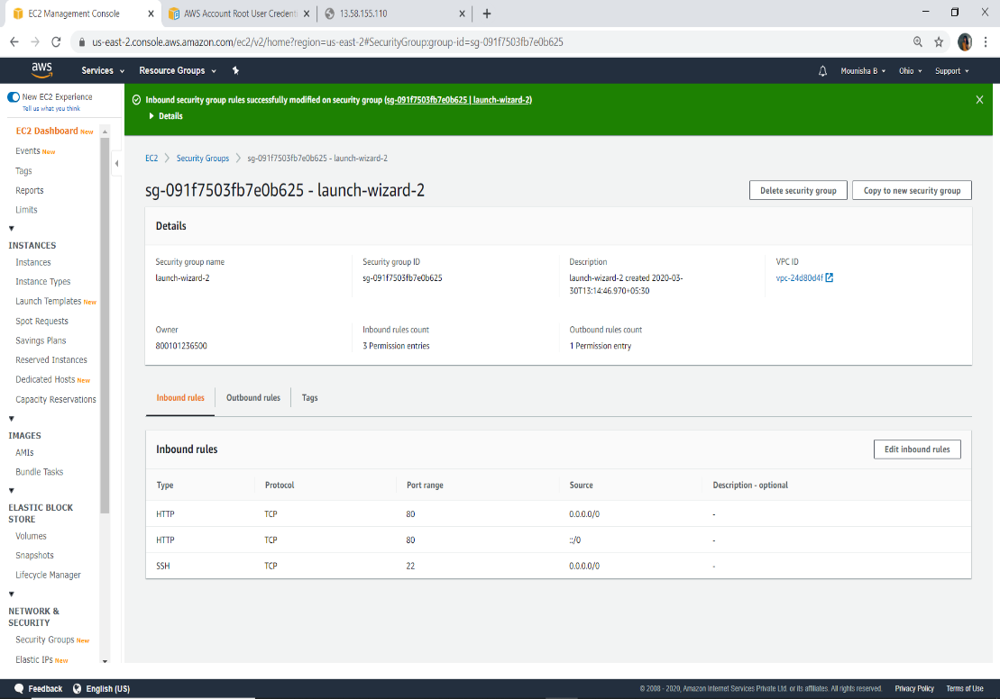 EC2 Management Console
AWS Account Root User Credenti
13.58.155.110
us-east-2.console.aws.amazon.com/ec2/v2/home?region=us-east-2#SecurityGroup:group-id=sg-091f7503fb7e0b625
aws Services Resource Groups Mounisha B Ohio Support
New EC2 Experience
Tell us what you think
EC2 Dashboard New
Events New
Tags
Reports
Limits
INSTANCES
Instances
Instance Types
Launch Templates New
Spot Requests
Savings Plans
Reserved Instances
Dedicated Hosts New
Capacity Reservations
IMAGES
AMIs
Bundle Tasks
ELASTIC BLOCK
STORE
Volumes
Snapshots
Lifecycle Manager
NETWORK &
SECURITY
Security Groups New
Elastic IPs New
Inbound security group rules successfully modified on security group (sg-091f7503fb7e0b625 | launch-wizard-2)
Details
EC2 > Security Groups > sg-091f7503fb7e0b625 - launch-wizard-2
sg-091f7503fb7e0b625 - launch-wizard-2
Delete security group Copy to new security group
Details
Security group name
launch-wizard-2
Security group ID
sg-091f7503fb7e0b625
Description
launch-wizard-2 created 2020-03-
30T13:14:46.970+05:30
VPC ID
vpc-24d80d4f
Owner
800101236500
Inbound rules count
3 Permission entries
Outbound rules count
1 Permission entry
Inbound rules Outbound rules Tags
Inbound rules Edit inbound rules
Type Protocol Port range Source Description - optional
HTTP TCP 80 0.0.0.0/0 -
HTTP TCP 80 ::/0 -
SSH TCP 22 0.0.0.0/0 -
Feedback English (US) © 2008 - 2020, Amazon Internet Services Private Ltd. or its affiliates. All rights reserved. Privacy Policy Terms of Use